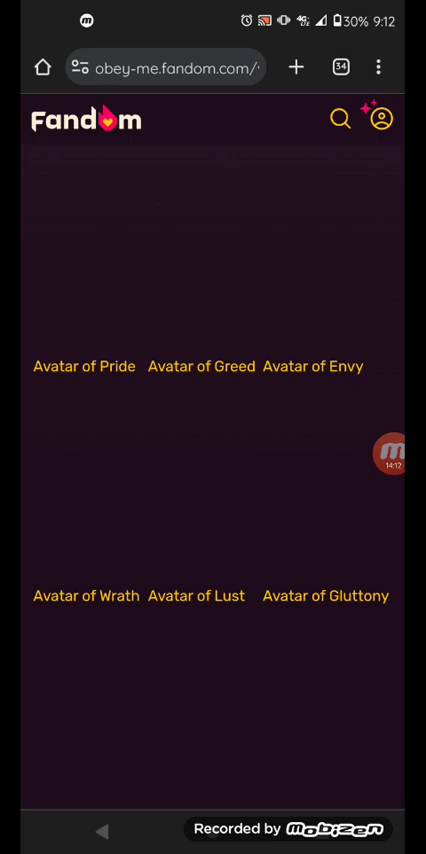 30% 9:12
obey-me.fandom.com/
34
Fandom
Avatar of Pride Avatar of Greed Avatar of Envy
14:12
Avatar of Wrath Avatar of Lust Avatar of Gluttony
Recorded by mobizen